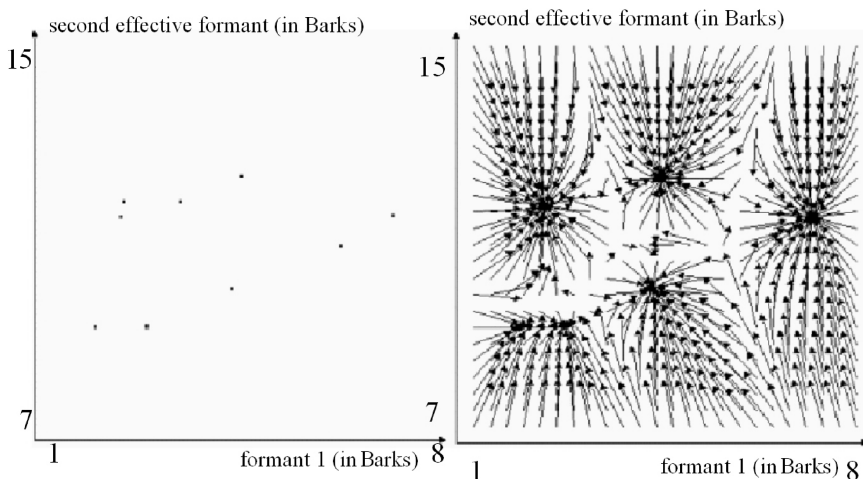 second effective formant (in Barks)
15
7
1
formant 1 (in Barks)
8
second effective formant (in Barks)
15
7
1
formant 1 (in Barks)
8